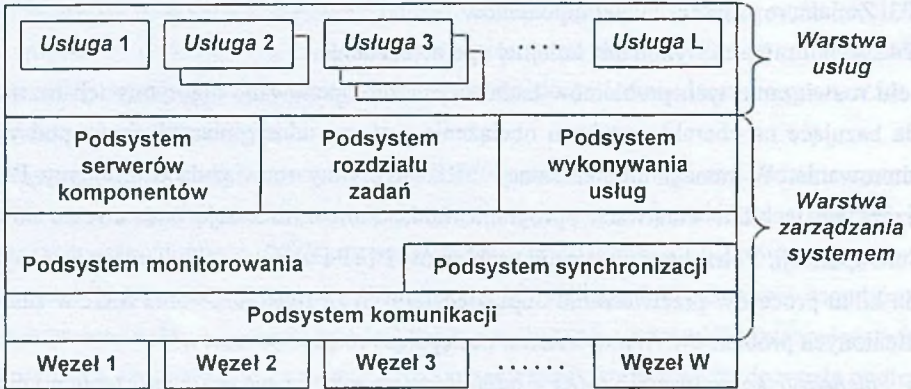 Usługa 1 Usługa 2 Usługa 3 ..... Usługa L
Warstwa
usług
Podsystem
serwerów
komponentów
Podsystem
rozdziału
zadań
Podsystem
wykonywania
usług
Warstwa
zarządzania
systemem
Podsystem monitorowania
Podsystem synchronizacji
Podsystem komunikacji
Węzeł 1 Węzeł 2 Węzeł 3 ...... Węzeł W